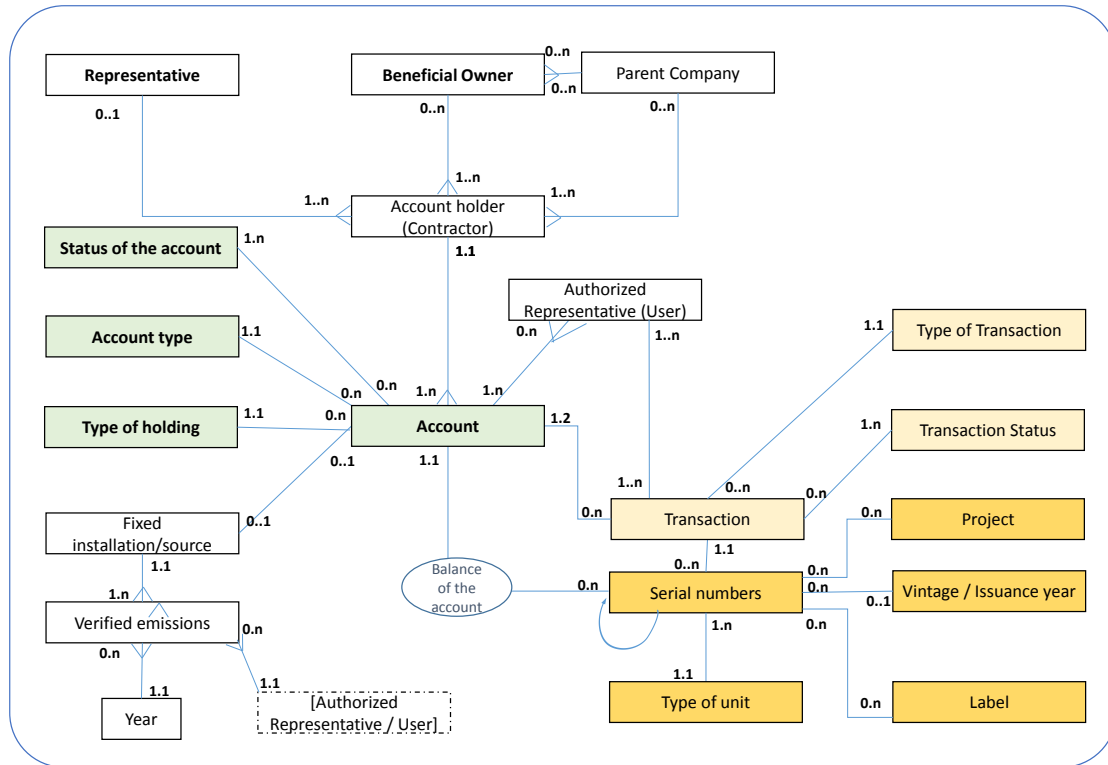 0..n
Representative
Beneficial Owner
Parent Company
0..n
0..1
0..n
0..n
1..n
1..n
1..n
Account holder
(Contractor)
1.1
Status of the account
1.n
Authorized
Representative (User)
0.n
1..n
Account type
1.1
1.1
Type of Transaction
0.n
0.n
1.n
1.n
Type of holding
1.1
0.n
Account
1.2
1.n
Transaction Status
0..1
1.1
0..1
1..n
0..n
0.n
Fixed
installation/source
0.n
Transaction
0.n
Project
1.1
1.1
0..n
0.n
Balance
of the
account
0.n
Serial numbers
0.n
0..1
Vintage / Issuance year
1.n
Verified emissions
0.n
0.n
1.n
0.n
1.1
1.1
[Authorized
Representative / User]
1.1
Type of unit
0.n
Label
Year